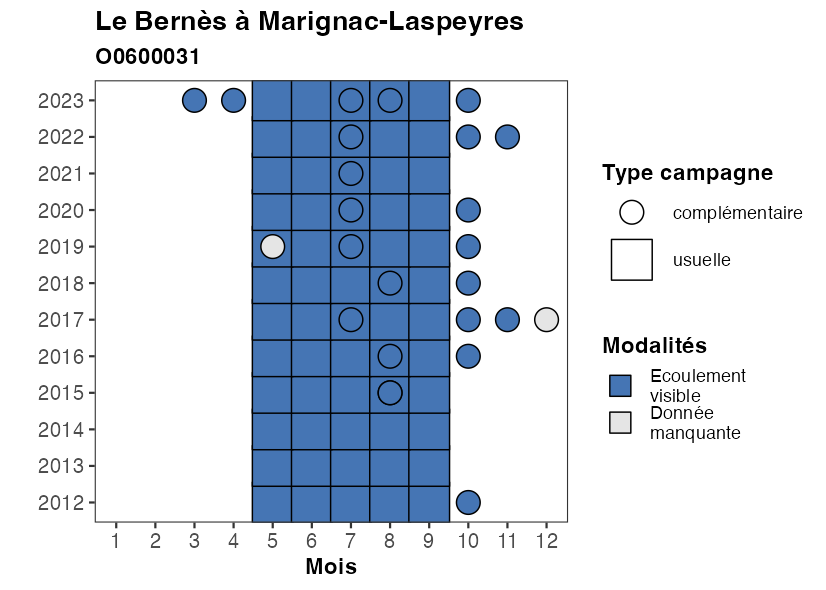 Le Bernès à Marignac-Laspeyres
O0600031
2023
2022
2021
2020
2019
2018
2017
2016
2015
2014
2013
2012
1 2 3 4 5 6 7 8 9 10 11 12
Mois
Type campagne
complémentaire
usuelle
Modalités
Ecoulement
visible
Donnée
manquante